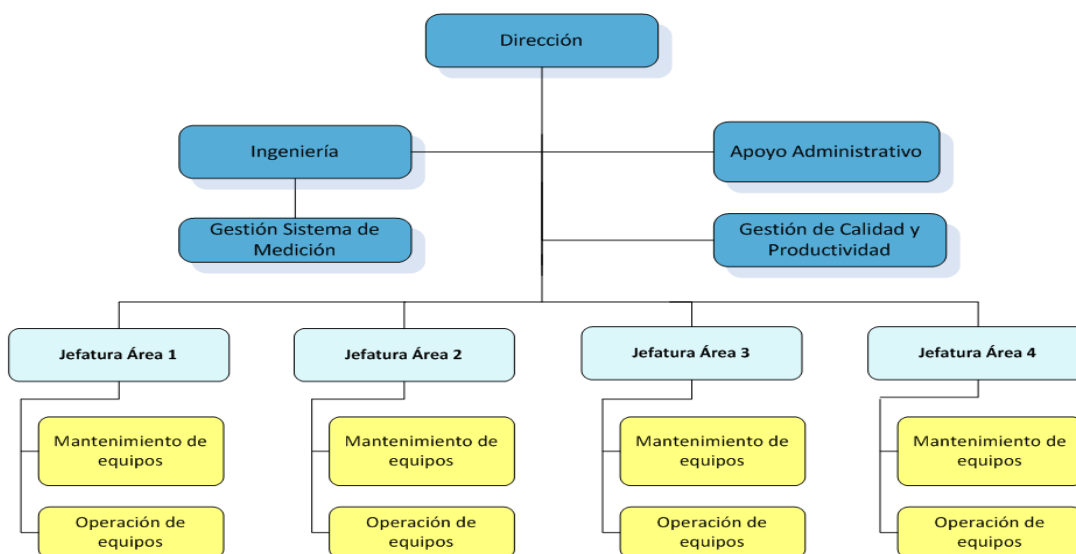 Dirección
Ingeniería
Apoyo Administrativo
Gestión Sistema de
Medición
Gestión de Calidad y
Productividad
Jefatura Área 1
Jefatura Área 2
Jefatura Área 3
Jefatura Área 4
Mantenimiento de
equipos
Mantenimiento de
equipos
Mantenimiento de
equipos
Mantenimiento de
equipos
Operación de
equipos
Operación de
equipos
Operación de
equipos
Operación de
equipos